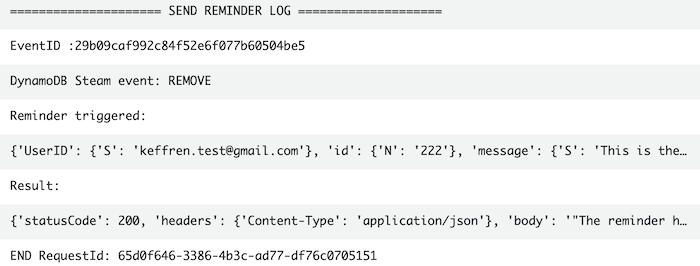 ===================== SEND REMINDER LOG ====================
EventID :29b09caf992c84f52e6f077b60504be5
DynamoDB Steam event: REMOVE
Reminder triggered:
{'UserID': {'S': 'keffren.test@gmail.com'}, 'id': {'N': '222'}, 'message': {'S': 'This is the…
Result:
{'statusCode': 200, 'headers': {'Content-Type': 'application/json'}, 'body': '"The reminder h…
END RequestId: 65d0f646-3386-4b3c-ad77-df76c0705151